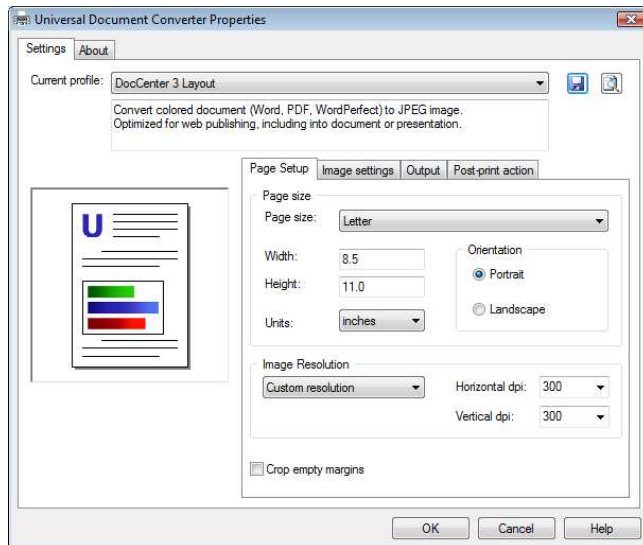 Universal Document Converter Properties
Settings About
Current profile: DocCenter 3 Layout
Convert colored document (Word, PDF, WordPerfect) to JPEG image.
Optimized for web publishing, including into document or presentation.
Page Setup Image settings Output Post-print action
Page size
Page size: Letter
Width: 8.5
Height: 11.0
Units: inches
Orientation
Portrait
Landscape
Image Resolution
Custom resolution
Horizontal dpi: 300
Vertical dpi: 300
Crop empty margins
U
OK Cancel Help